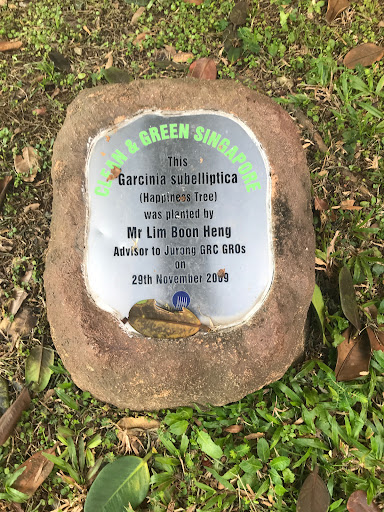 CLEAN & GREEN SINGAPORE
This
Garcinia subelliptica
(Happiness Tree)
was planted by
Mr Lim Boon Heng
Advisor to Jurong GRC GROs
on
29th November 2009